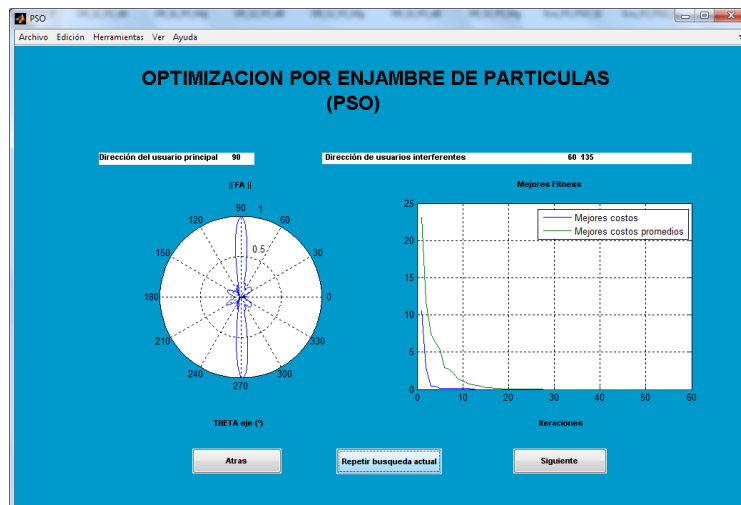 PSO
Archivo Edición Herramientas Ver Ayuda
OPTIMIZACION POR ENJAMBRE DE PARTICULAS
(PSO)
Dirección del usuario principal 90
Dirección de usuarios interferentes 60 135
|| FA ||
90 1
120 60
0.5
150 30
180 0
210 330
240 300
270
THETA eje (º)
Mejores Fitness
25
20
15
10
5
0
0 10 20 30 40 50 60
Mejores costos
Mejores costos promedios
Iteraciones
Atras
Repetir busqueda actual
Siguiente